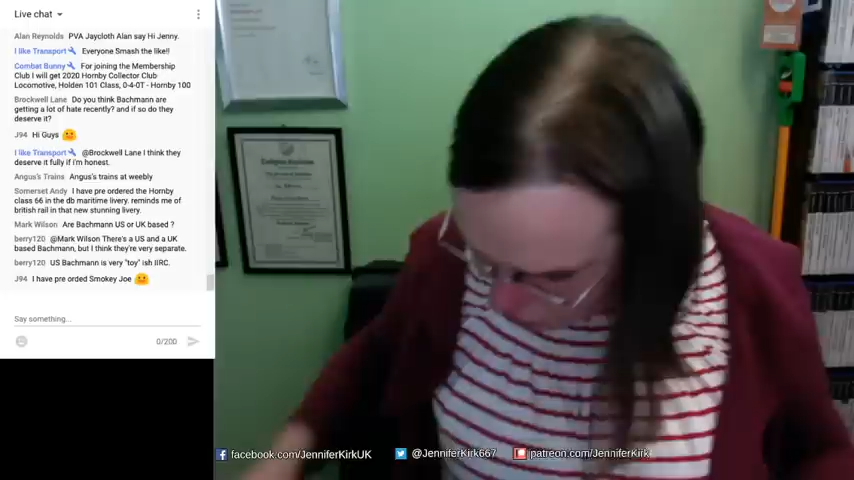 Live chat
Alan Reynolds PVA Jaycloth Alan say Hi Jenny.
I like Transport Everyone Smash the like!!
Combat Bunny For joining the Membership
Club I will get 2020 Hornby Collector Club
Locomotive, Holden 101 Class, 0-4-0T - Hornby 100
Brockwell Lane Do you think Bachmann are
getting a lot of hate recently? and if so do they
deserve it?
J94 Hi Guys
I like Transport @Brockwell Lane I think they
deserve it fully if i'm honest.
Angus's Trains Angus's trains at weebly
Somerset Andy I have pre ordered the Hornby
class 66 in the db maritime livery. reminds me of
british rail in that new stunning livery.
Mark Wilson Are Bachmann US or UK based ?
berry120 @Mark Wilson There's a US and a UK
based Bachmann, but I think they're very separate.
berry120 US Bachmann is very "toy" ish IIRC.
J94 I have pre orded Smokey Joe
Say something...
0/200
facebook.com/JenniferKirkUK
@JenniferKirk667
patreon.com/JenniferKirk